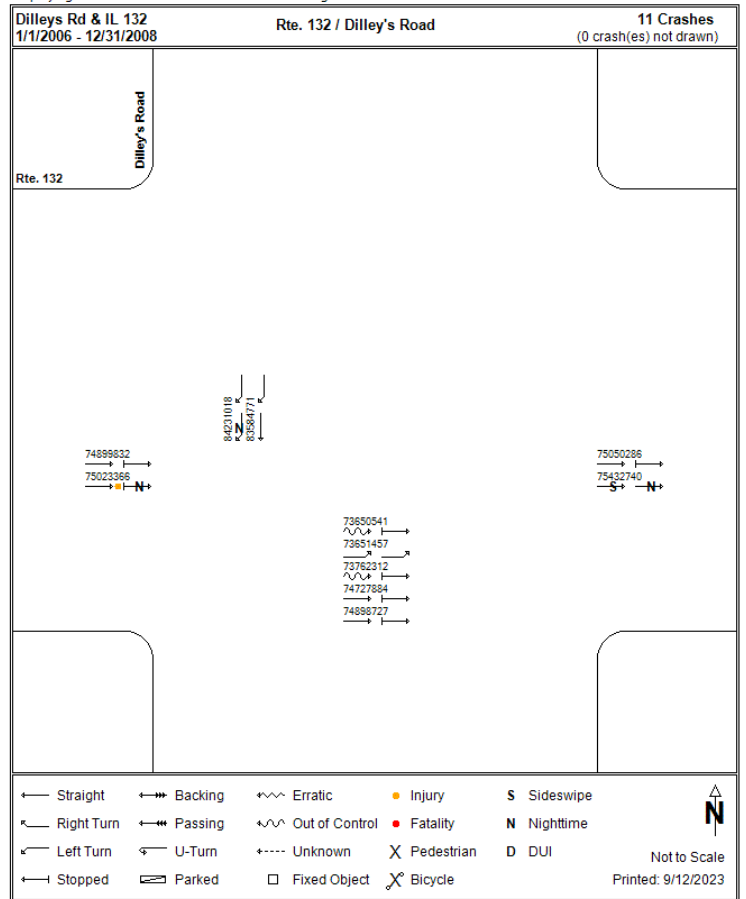 Dilleys Rd & IL 132
1/1/2006 - 12/31/2008
Rte. 132 / Dilley's Road
11 Crashes
(0 crash(es) not drawn)
Dilley's Road
Rte. 132
84231018
N
83584771
74899832
75023366
N
75050286
75432740
S N
73650541
73651457
73762312
74727884
74898727
Straight Backing Erratic Injury S Sideswipe
Right Turn Passing Out of Control Fatality N Nighttime
Left Turn U-Turn Unknown Pedestrian D DUI
Stopped Parked Fixed Object Bicycle
N
Not to Scale
Printed: 9/12/2023